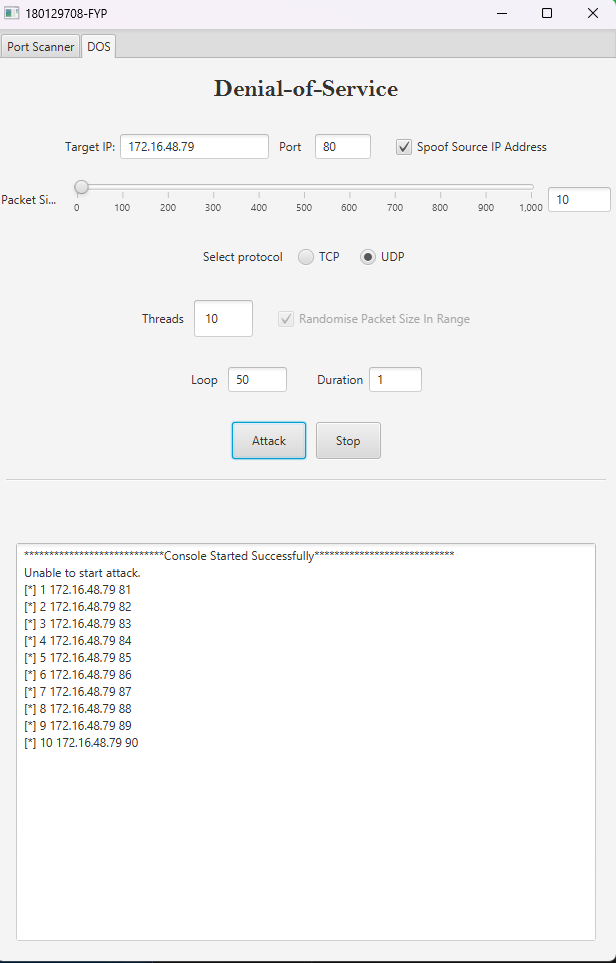 180129708-FYP
Port Scanner DOS
Denial-of-Service
Target IP: 172.16.48.79 Port 80 Spoof Source IP Address
Packet Si... 10
0 100 200 300 400 500 600 700 800 900 1,000
Select protocol TCP UDP
Threads 10 Randomise Packet Size In Range
Loop 50 Duration 1
Attack Stop
****************************Console Started Successfully****************************
Unable to start attack.
[*] 1 172.16.48.79 81
[*] 2 172.16.48.79 82
[*] 3 172.16.48.79 83
[*] 4 172.16.48.79 84
[*] 5 172.16.48.79 85
[*] 6 172.16.48.79 86
[*] 7 172.16.48.79 87
[*] 8 172.16.48.79 88
[*] 9 172.16.48.79 89
[*] 10 172.16.48.79 90